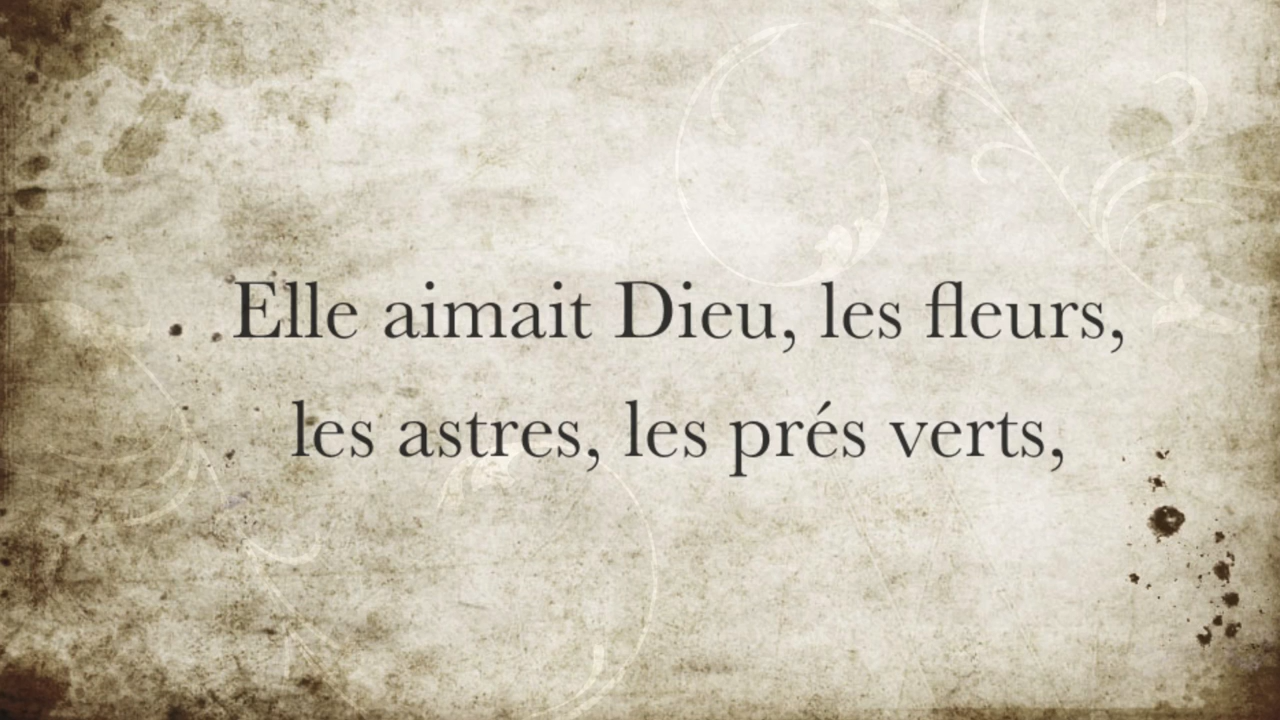 Elle aimait Dieu, les fleurs,
les astres, les prés verts,